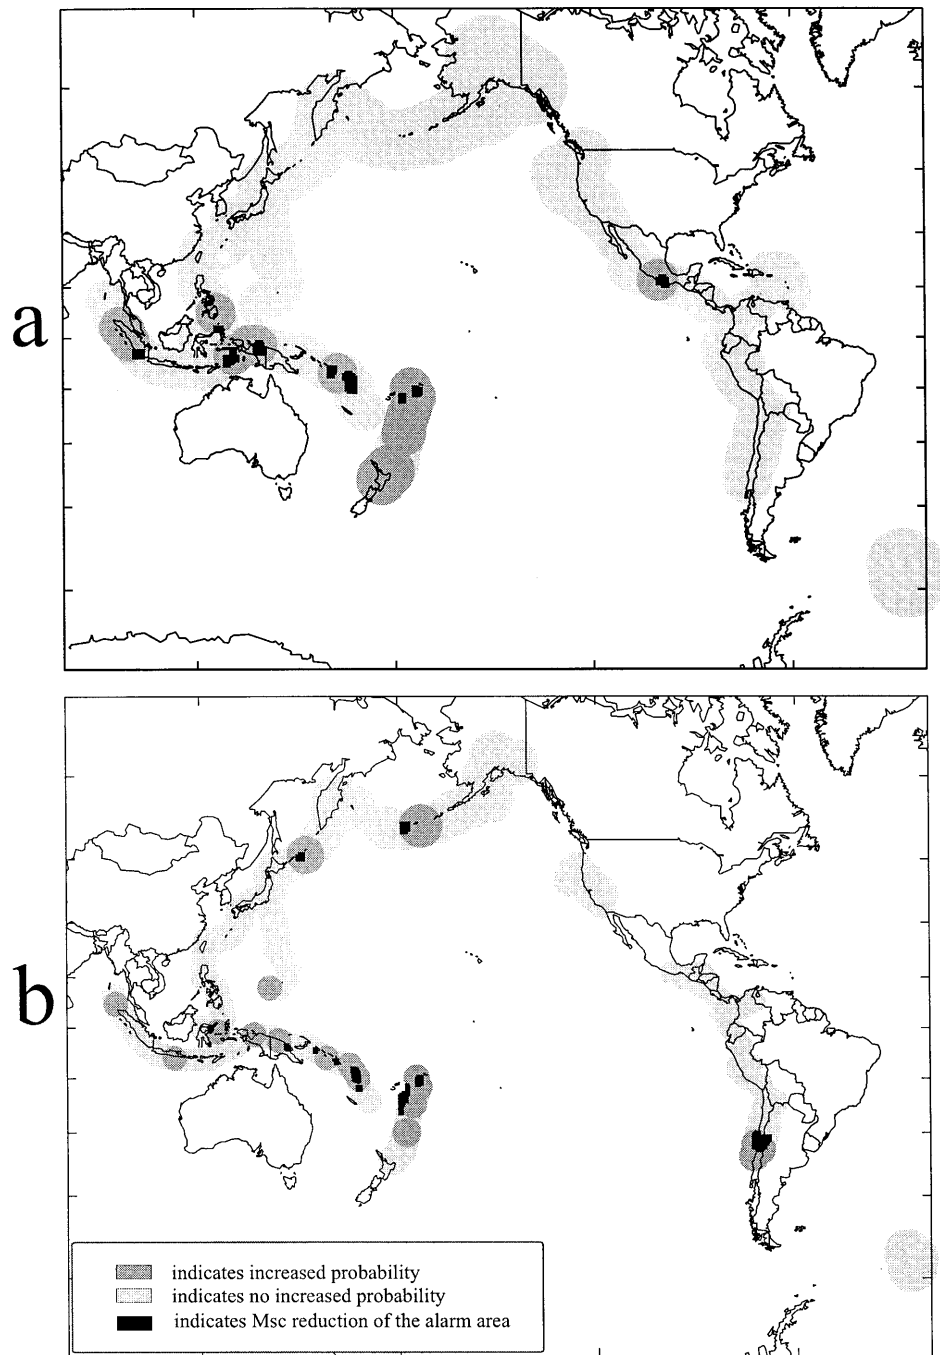 a
b
indicates increased probability
indicates no increased probability
indicates Msc reduction of the alarm area